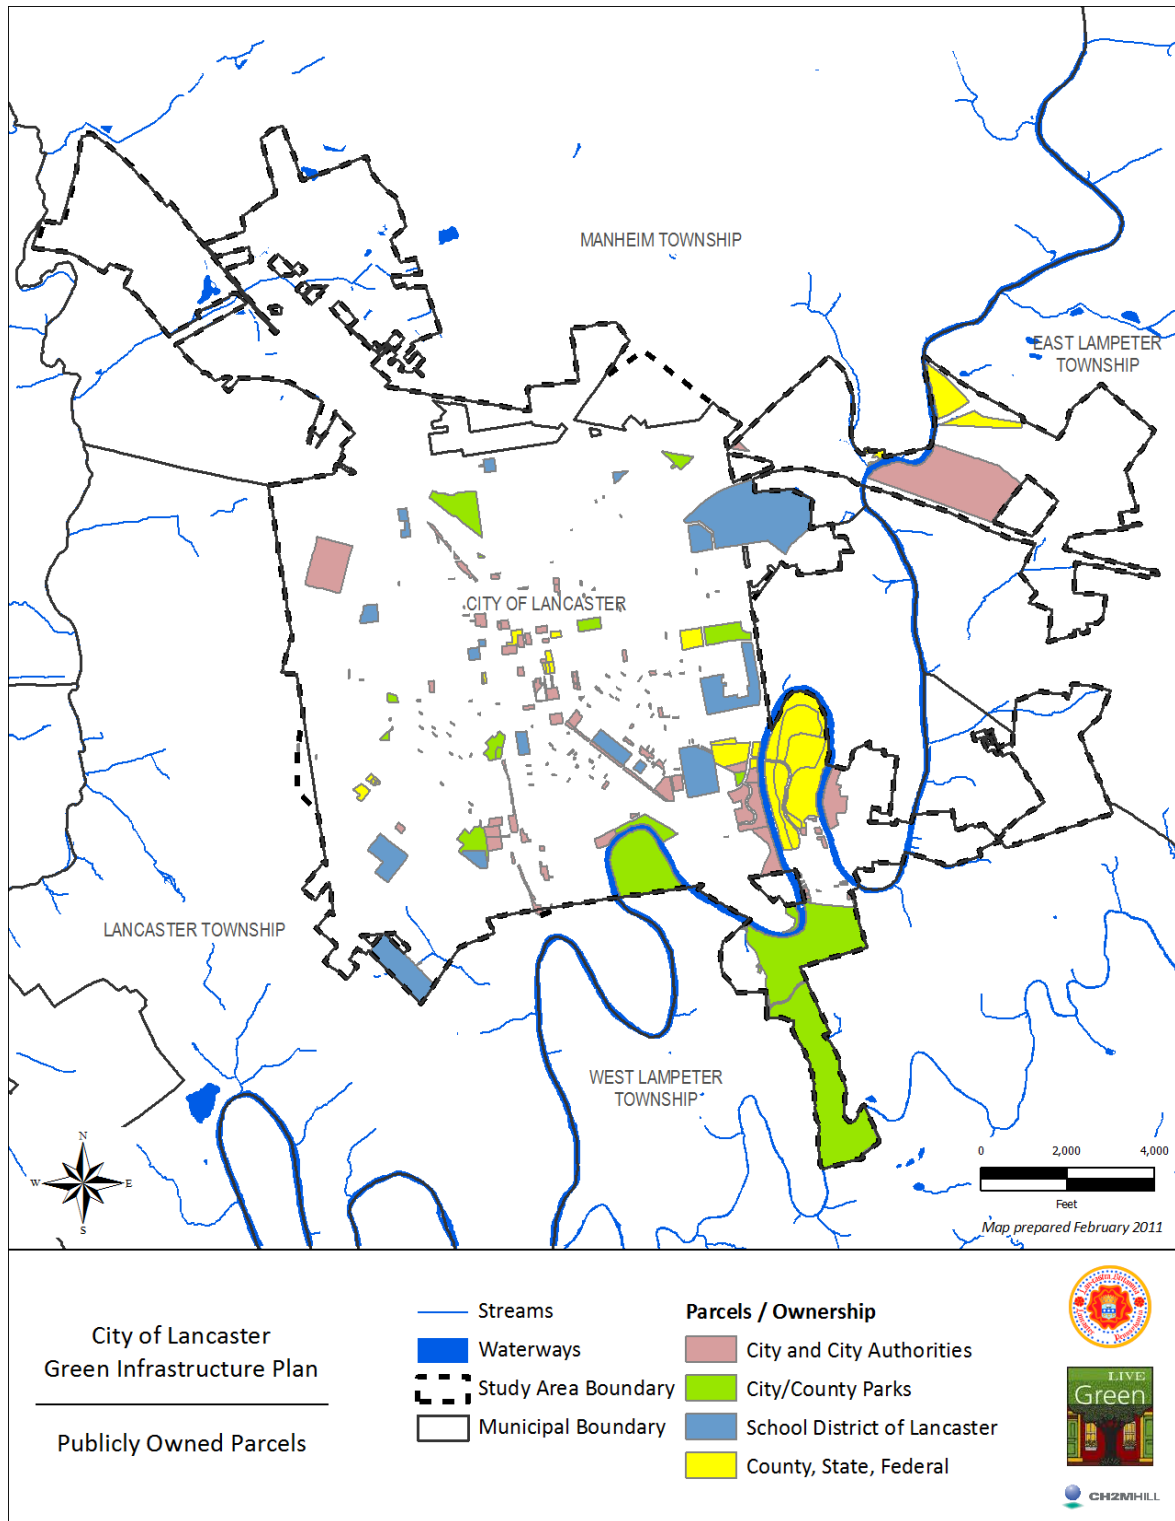 MANHEIM TOWNSHIP
EAST LAMPETER
TOWNSHIP
CITY OF LANCASTER
LANCASTER TOWNSHIP
WEST LAMPETER
TOWNSHIP
N
W
E
S
0 2,000 4,000
Feet
Map prepared February 2011
City of Lancaster
Green Infrastructure Plan
Publicly Owned Parcels
Streams
Waterways
Study Area Boundary
Municipal Boundary
Parcels / Ownership
City and City Authorities
City/County Parks
School District of Lancaster
County, State, Federal
LIVE
Green
CH2MHILL